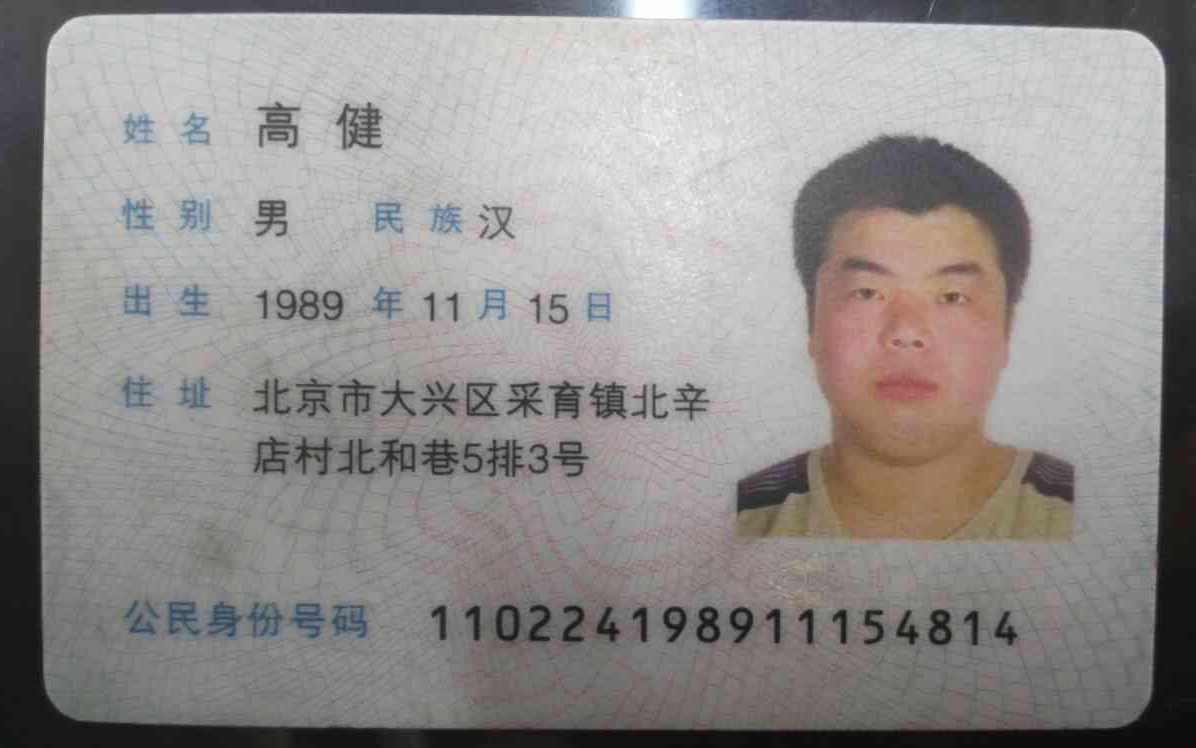 姓名 高健
性别 男 民族 汉
出生 1989 年 11 月 15 日
住址 北京市大兴区采育镇北辛
店村北和巷5排3号
公民身份号码 110224198911154814